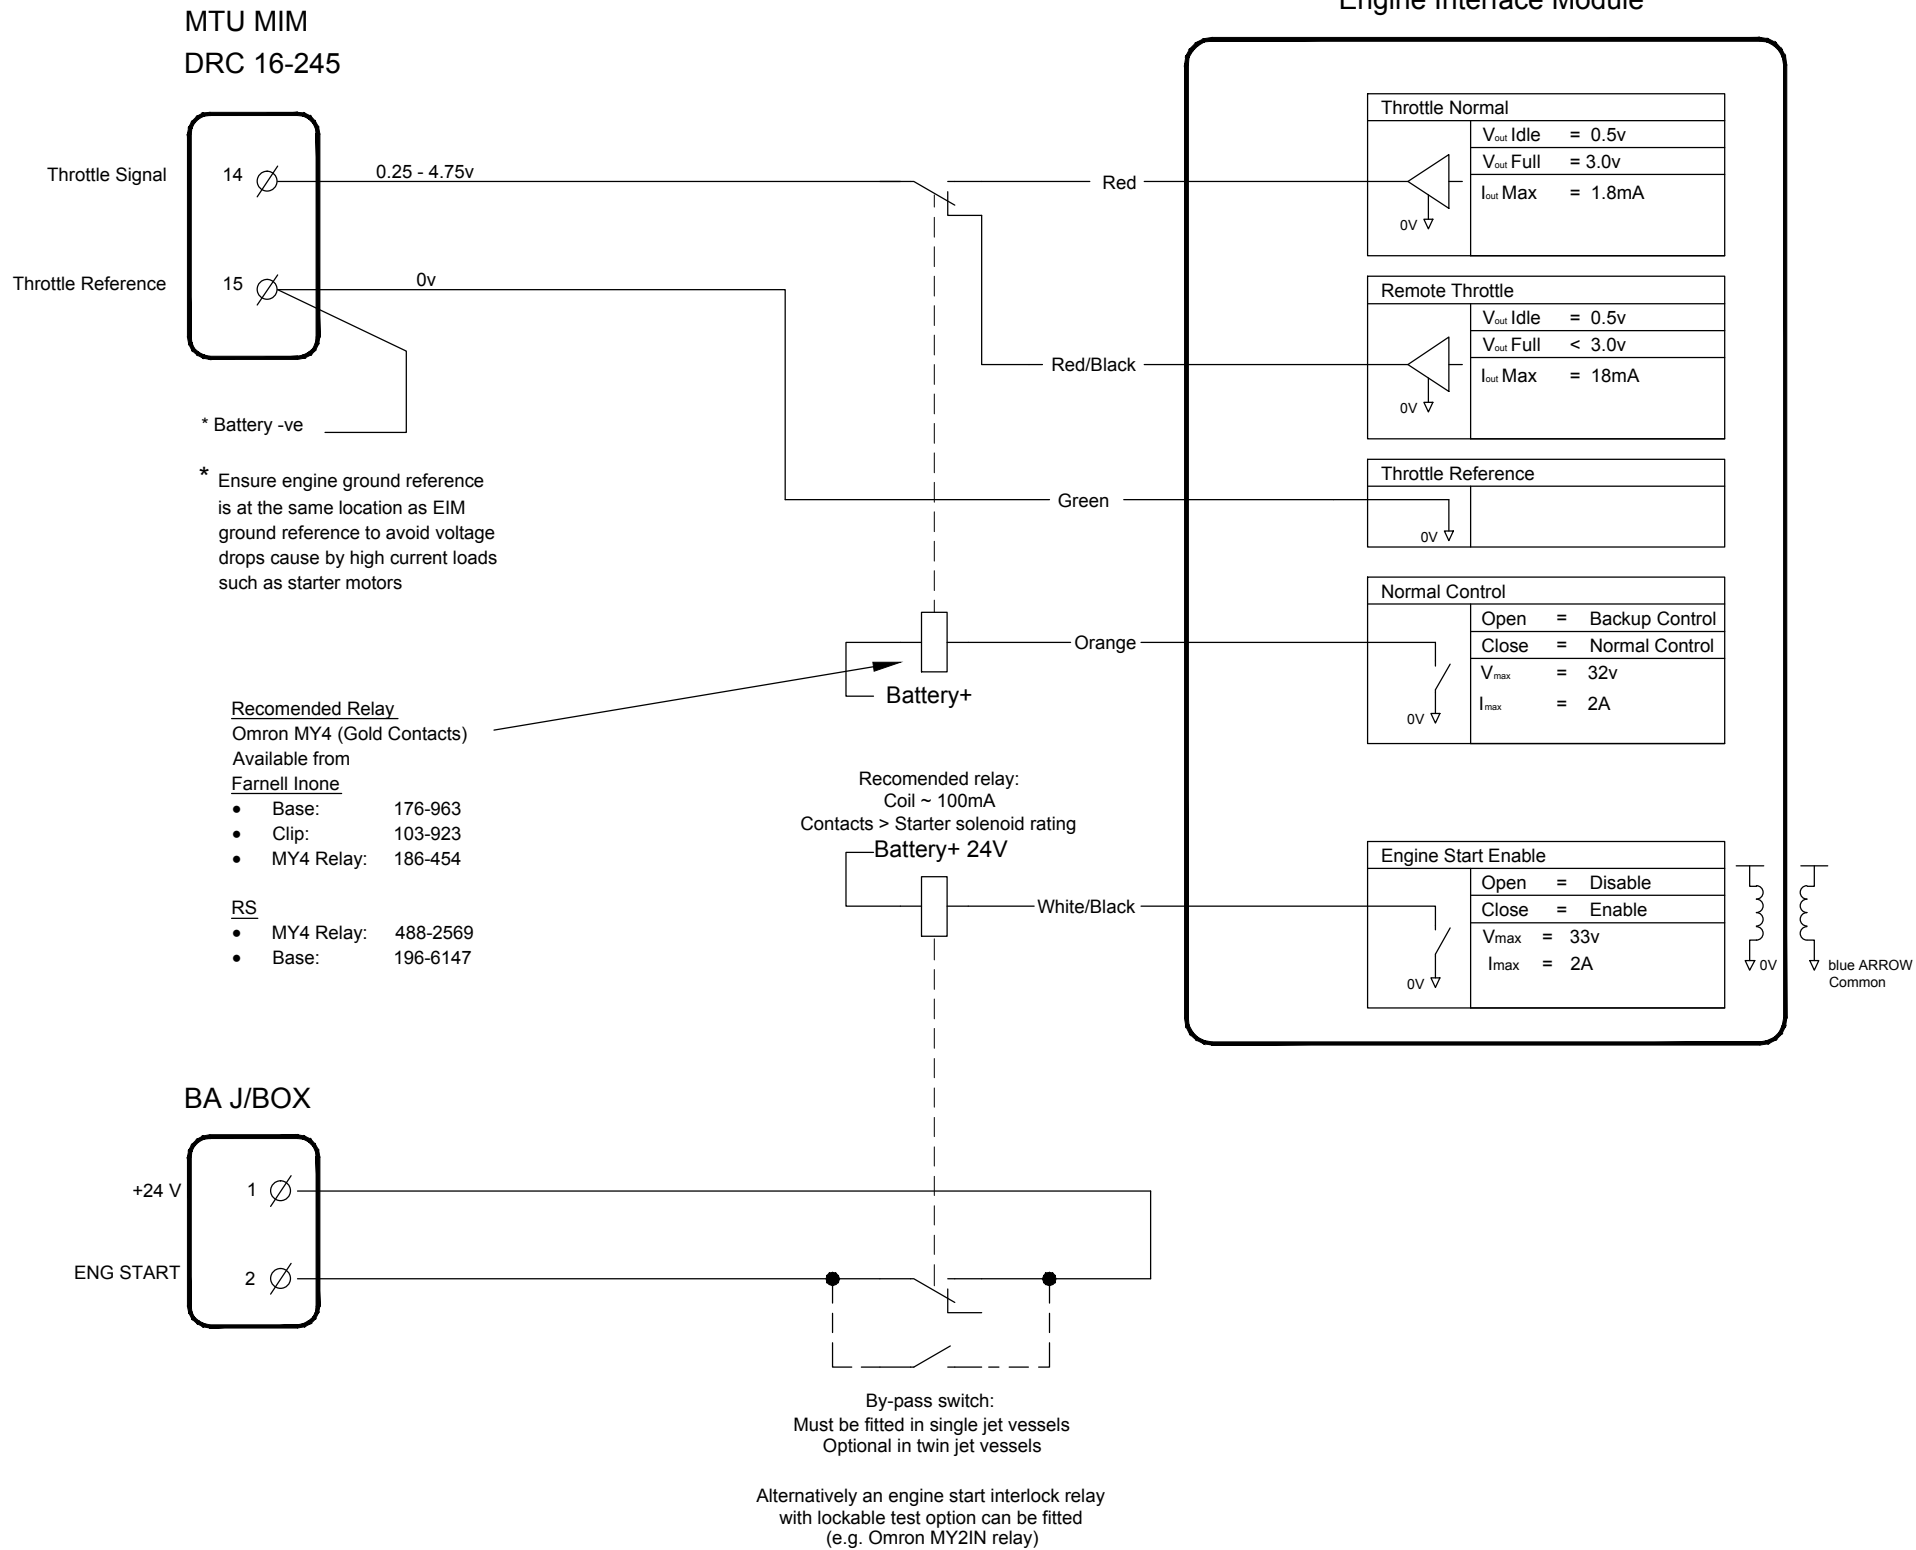 Engine Interface Module
MTU MIM
DRC 16-245
Throttle Signal
14
0.25 - 4.75v
Red
Throttle Normal
Vout Idle = 0.5v
Vout Full = 3.0v
Iout Max = 1.8mA
0V
Throttle Reference
15
0v
Remote Throttle
Vout Idle = 0.5v
Vout Full < 3.0v
Iout Max = 18mA
0V
Red/Black
* Battery -ve
* Ensure engine ground reference
is at the same location as EIM
ground reference to avoid voltage
drops cause by high current loads
such as starter motors
Green
Throttle Reference
0V
Orange
Normal Control
Open = Backup Control
Close = Normal Control
Vmax = 32v
Imax = 2A
0V
Battery+
Recomended Relay
Omron MY4 (Gold Contacts)
Available from
Farnell Inone
• Base: 176-963
• Clip: 103-923
• MY4 Relay: 186-454
RS
• MY4 Relay: 488-2569
• Base: 196-6147
Recomended relay:
Coil ~ 100mA
Contacts > Starter solenoid rating
Battery+ 24V
White/Black
Engine Start Enable
Open = Disable
Close = Enable
Vmax = 33v
Imax = 2A
0V
0V
blue ARROW
Common
BA J/BOX
+24 V
1
ENG START
2
By-pass switch:
Must be fitted in single jet vessels
Optional in twin jet vessels
Alternatively an engine start interlock relay
with lockable test option can be fitted
(e.g. Omron MY2IN relay)